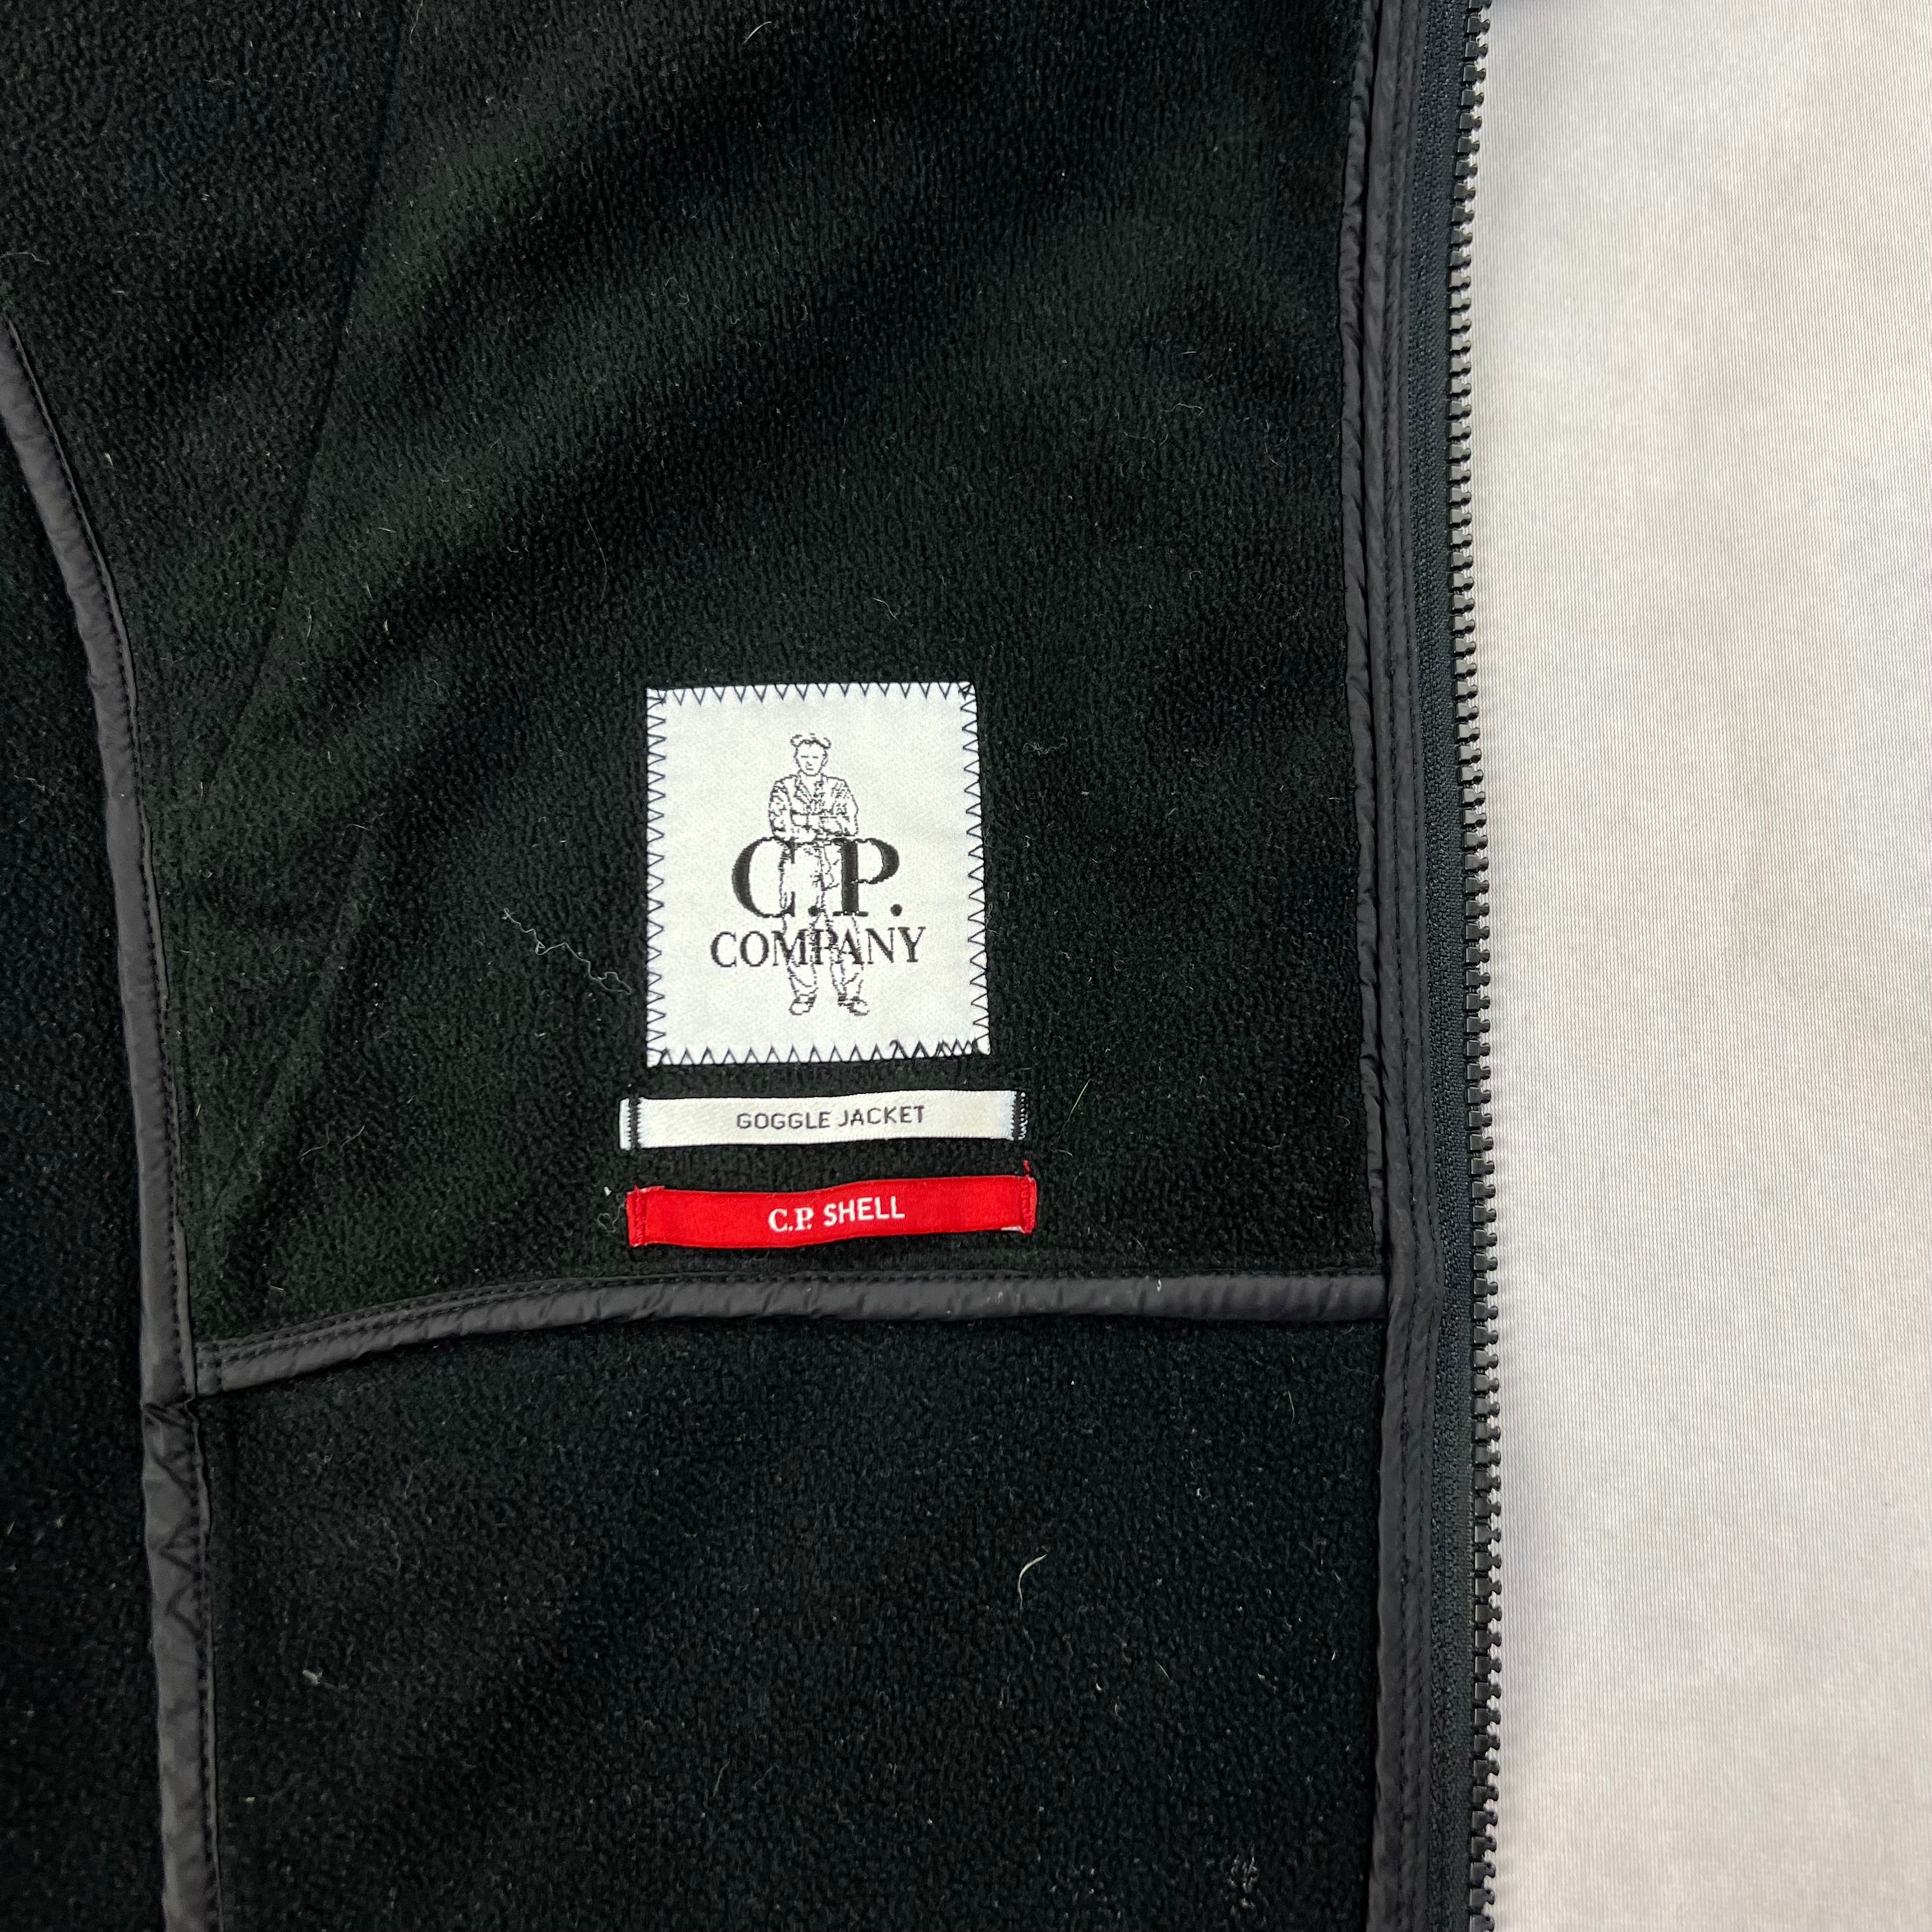 C.P.
COMPANY
GOGGLE JACKET
C.P. SHELL